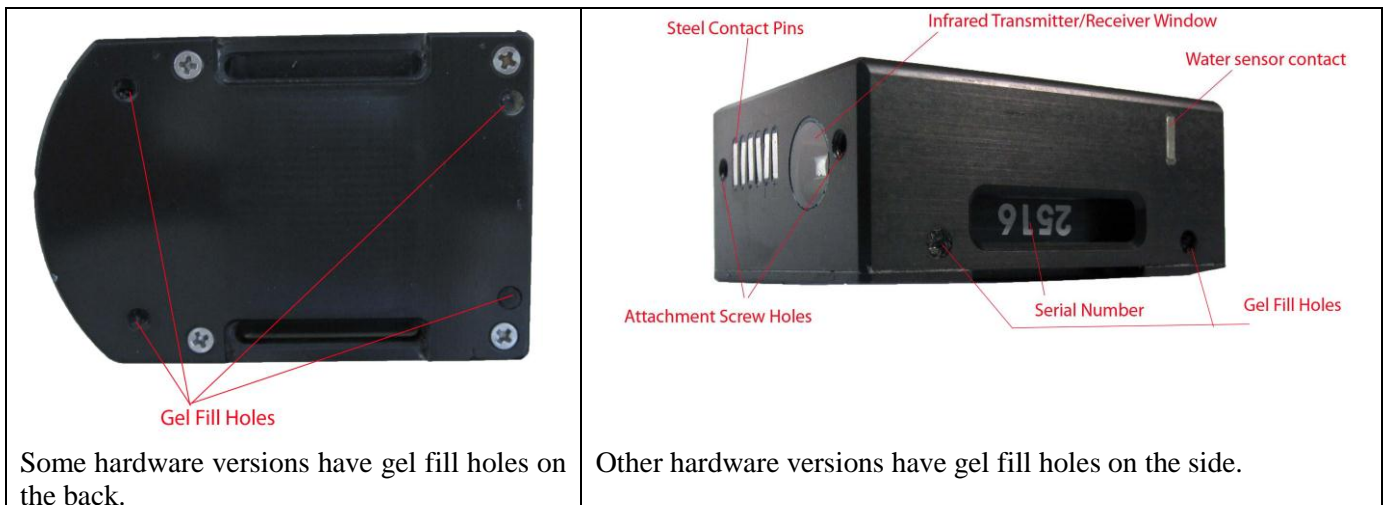 Gel Fill Holes
Some hardware versions have gel fill holes on
the back.
Steel Contact Pins
Infrared Transmitter/Receiver Window
Water sensor contact
2516
Attachment Screw Holes
Serial Number
Gel Fill Holes
Other hardware versions have gel fill holes on the side.